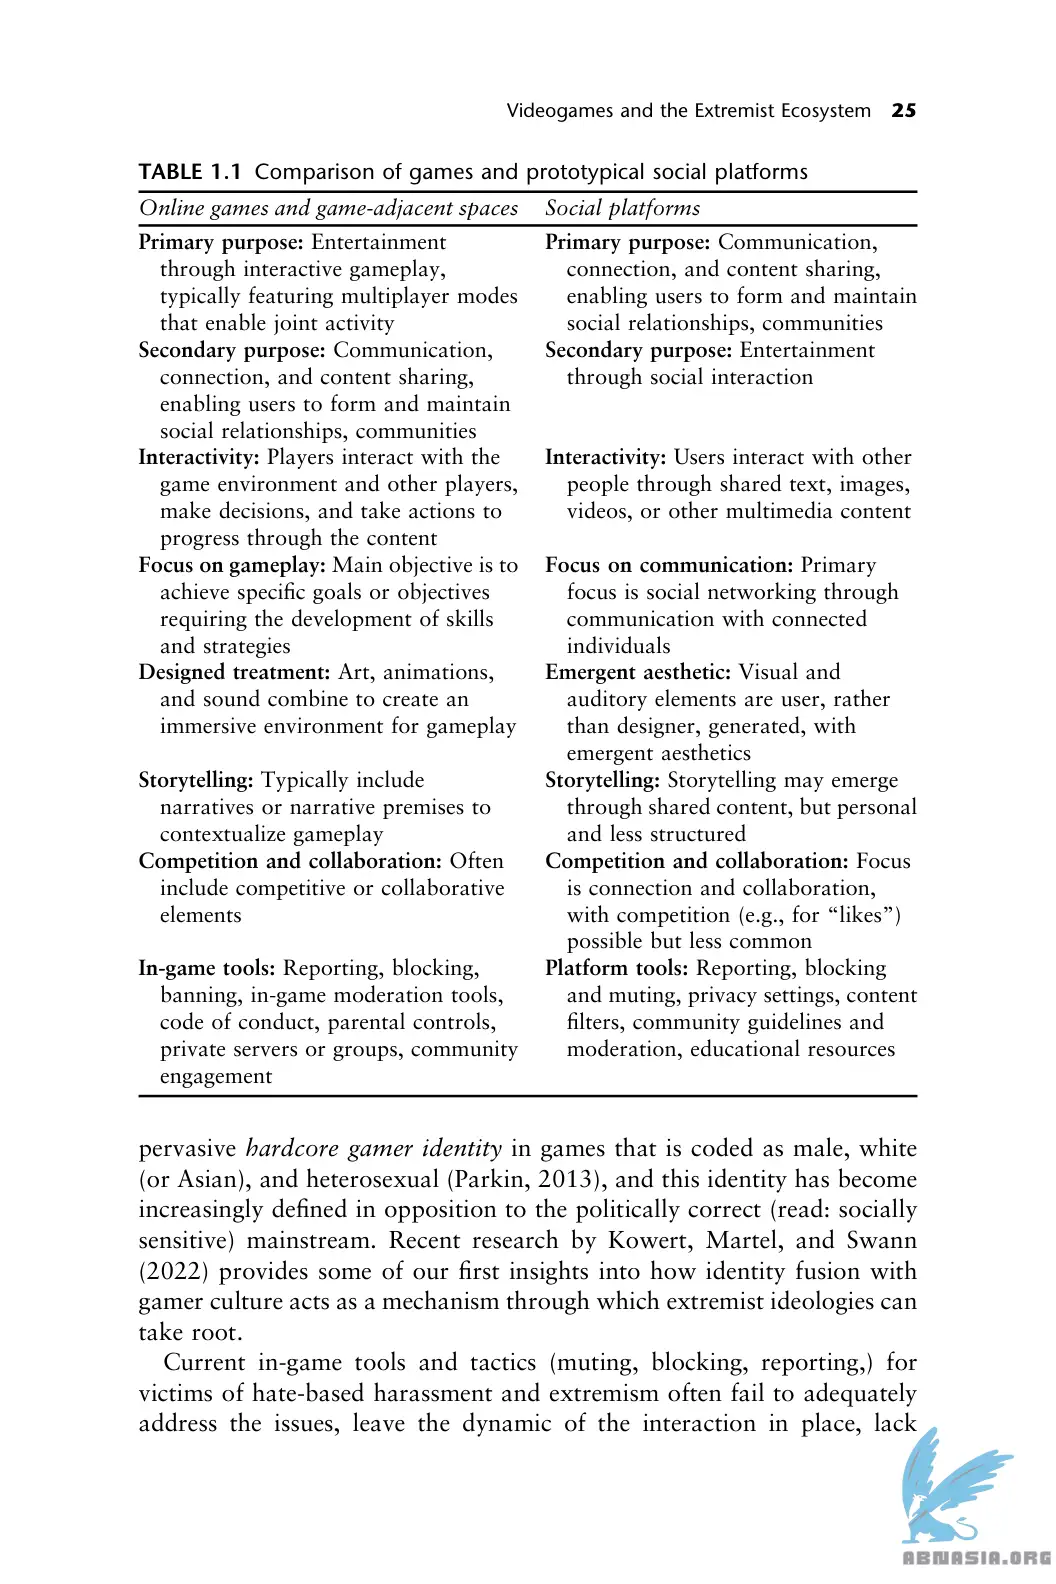 Videogames and the Extremist Ecosystem 25
TABLE 1.1 Comparison of games and prototypical social platforms
Online games and game-adjacent spaces
Primary purpose: Entertainment
through interactive gameplay,
typically featuring multiplayer modes
that enable joint activity
Secondary purpose: Communication,
connection, and content sharing,
enabling users to form and maintain
social relationships, communities
Interactivity: Players interact with the
game environment and other players,
make decisions, and take actions to
progress through the content
Focus on gameplay: Main objective is to
achieve specific goals or objectives
requiring the development of skills
and strategies
Designed treatment: Art, animations,
and sound combine to create an
immersive environment for gameplay
Storytelling: Typically include
narratives or narrative premises to
contextualize gameplay
Competition and collaboration: Often
include competitive or collaborative
elements
In-game tools: Reporting, blocking,
banning, in-game moderation tools,
code of conduct, parental controls,
private servers or groups, community
engagement
Social platforms
Primary purpose: Communication,
connection, and content sharing,
enabling users to form and maintain
social relationships, communities
Secondary purpose: Entertainment
through social interaction
Interactivity: Users interact with other
people through shared text, images,
videos, or other multimedia content
Focus on communication: Primary
focus is social networking through
communication with connected
individuals
Emergent aesthetic: Visual and
auditory elements are user, rather
than designer, generated, with
emergent aesthetics
Storytelling: Storytelling may emerge
through shared content, but personal
and less structured
Competition and collaboration: Focus
is connection and collaboration,
with competition (e.g., for “likes”)
possible but less common
Platform tools: Reporting, blocking
and muting, privacy settings, content
filters, community guidelines and
moderation, educational resources
pervasive hardcore gamer identity in games that is coded as male, white
(or Asian), and heterosexual (Parkin, 2013), and this identity has become
increasingly defined in opposition to the politically correct (read: socially
sensitive) mainstream. Recent research by Kowert, Martel, and Swann
(2022) provides some of our first insights into how identity fusion with
gamer culture acts as a mechanism through which extremist ideologies can
take root.
Current in-game tools and tactics (muting, blocking, reporting,) for
victims of hate-based harassment and extremism often fail to adequately
address the issues, leave the dynamic of the interaction in place, lack
ABNASIA.ORG